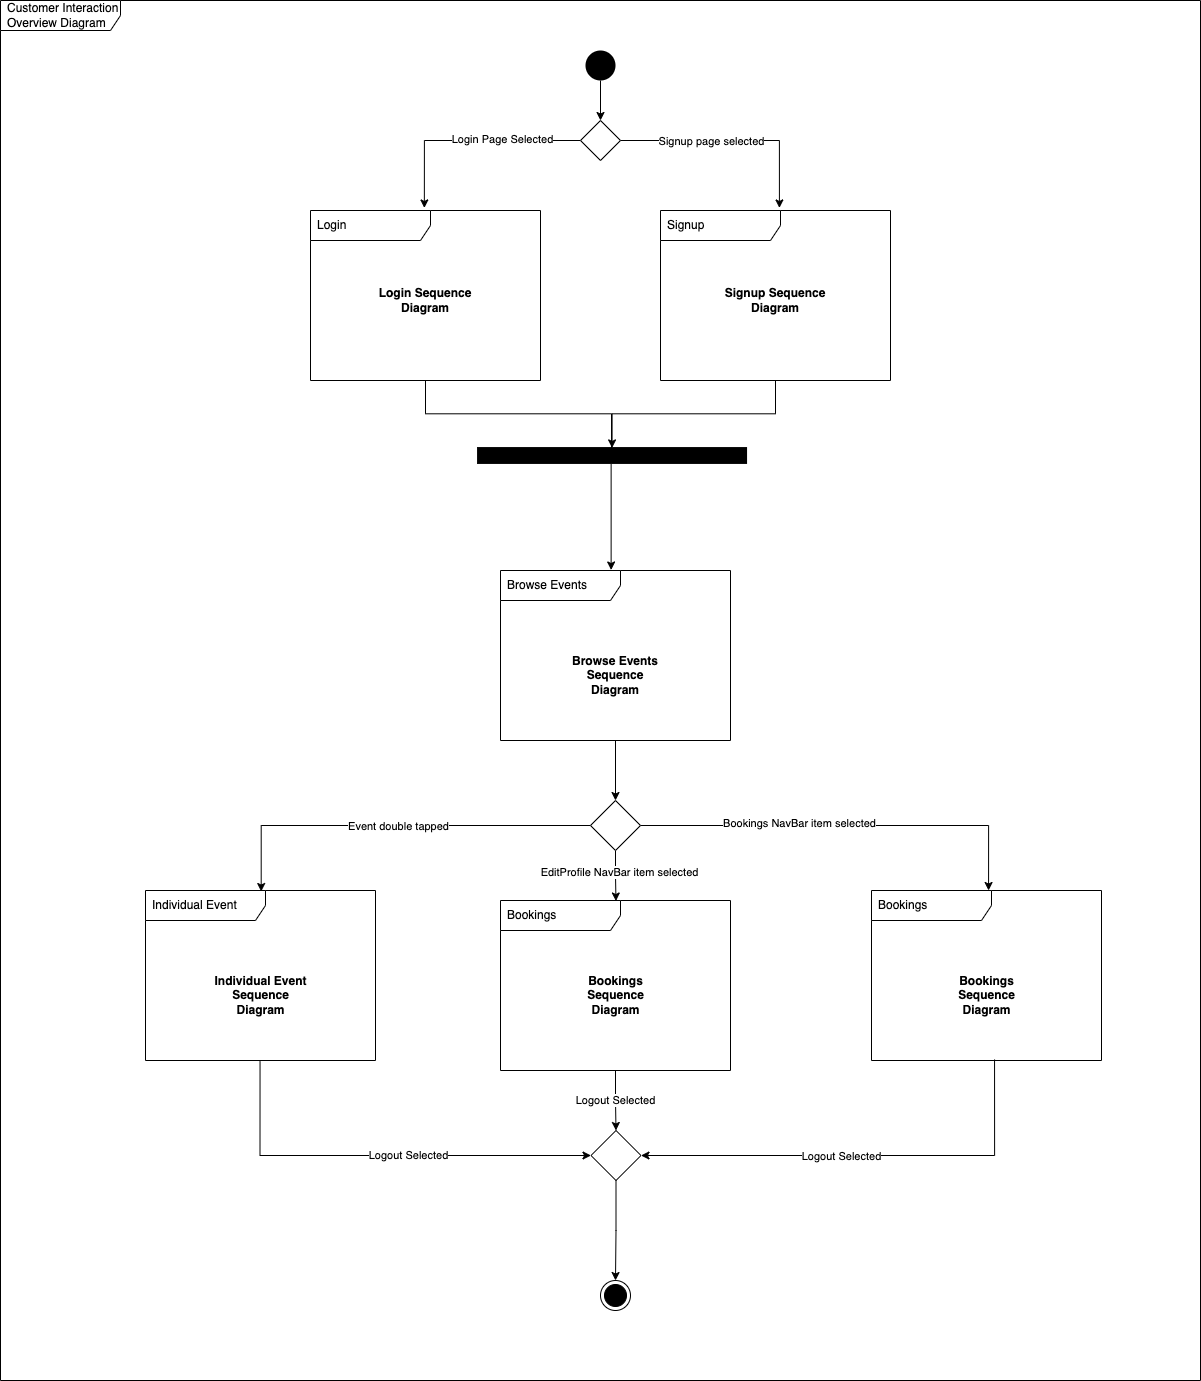 Customer Interaction
Overview Diagram
Login Page Selected
Signup page selected
Login
Signup
Login Sequence
Diagram
Signup Sequence
Diagram
Browse Events
Browse Events
Sequence
Diagram
Event double tapped
Bookings NavBar item selected
EditProfile NavBar item selected
Individual Event
Bookings
Bookings
Individual Event
Sequence
Diagram
Bookings
Sequence
Diagram
Bookings
Sequence
Diagram
Logout Selected
Logout Selected
Logout Selected